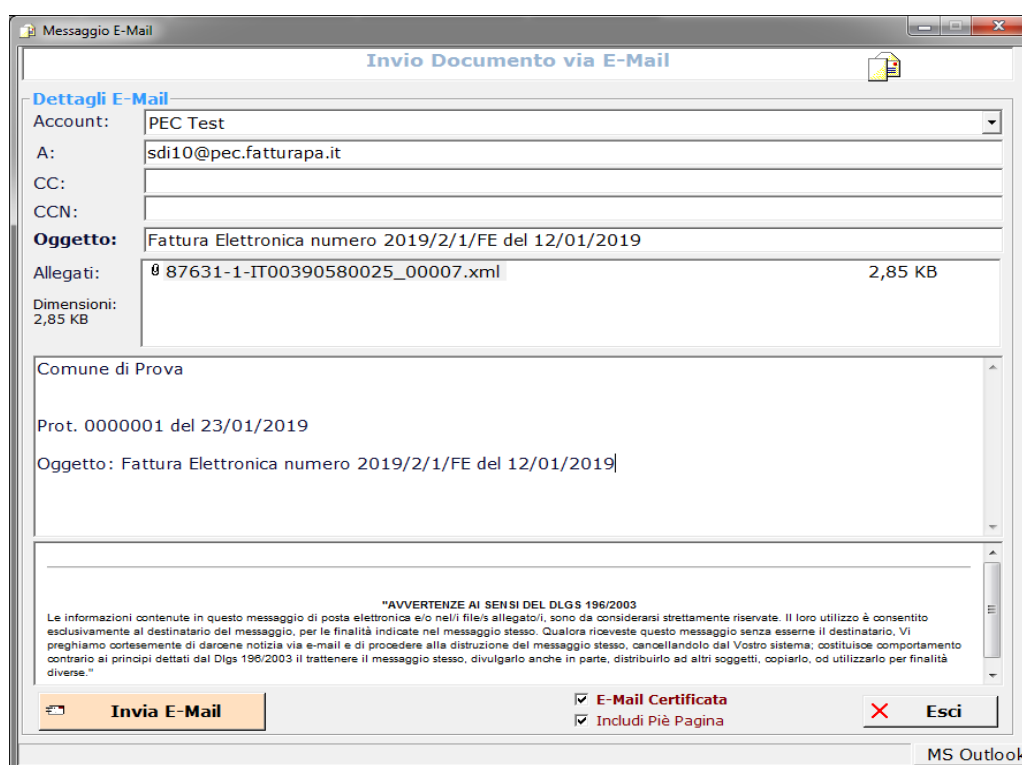 Messaggio E-Mail
Invio Documento via E-Mail
Dettagli E-Mail
Account: PEC Test
A: sdi10@pec.fatturapa.it
CC:
CCN:
Oggetto: Fattura Elettronica numero 2019/2/1/FE del 12/01/2019
Allegati: 87631-1-IT00390580025_00007.xml 2,85 KB
Dimensioni:
2,85 KB
Comune di Prova
Prot. 0000001 del 23/01/2019
Oggetto: Fattura Elettronica numero 2019/2/1/FE del 12/01/2019
"AVVERTENZE AI SENSI DEL DLGS 196/2003
Le informazioni contenute in questo messaggio di posta elettronica e/o nel/i file/s allegato/i, sono da considerarsi strettamente riservate. Il loro utilizzo è consentito
esclusivamente al destinatario del messaggio, per le finalità indicate nel messaggio stesso. Qualora riceveste questo messaggio senza esserne il destinatario, Vi
preghiamo cortesemente di darcene notizia via e-mail e di procedere alla distruzione del messaggio stesso, cancellandolo dal Vostro sistema; costituisce comportamento
contrario ai principi dettati dal Dlgs 196/2003 il trattenere il messaggio stesso, divulgarlo anche in parte, distribuirlo ad altri soggetti, copiarlo, od utilizzarlo per finalità
diverse."
Invia E-Mail
E-Mail Certificata
Includi Piè Pagina
Esci
MS Outlook